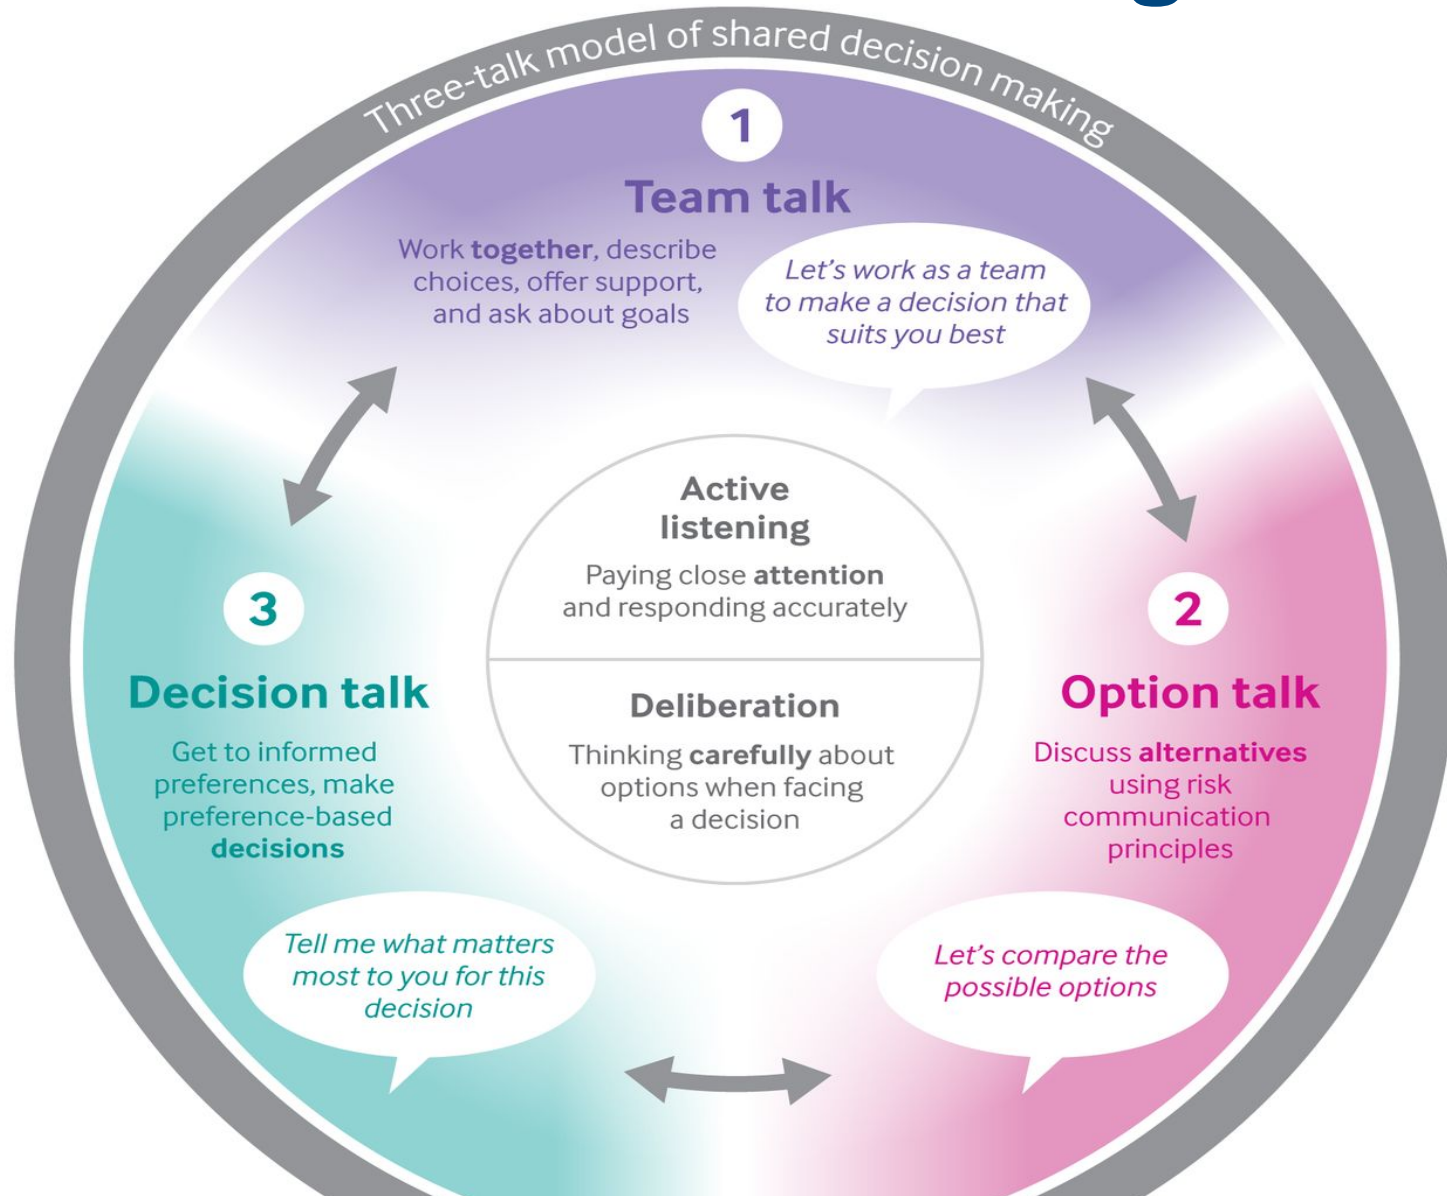 Three-talk model of shared decision making
1
Team talk
Work together, describe
choices, offer support,
and ask about goals
Let's work as a team
to make a decision that
suits you best
Active
listening
Paying close attention
and responding accurately
Deliberation
Thinking carefully about
options when facing
a decision
2
Option talk
Discuss alternatives
using risk
communication
principles
Let's compare the
possible options
3
Decision talk
Get to informed
preferences, make
preference-based
decisions
Tell me what matters
most to you for this
decision